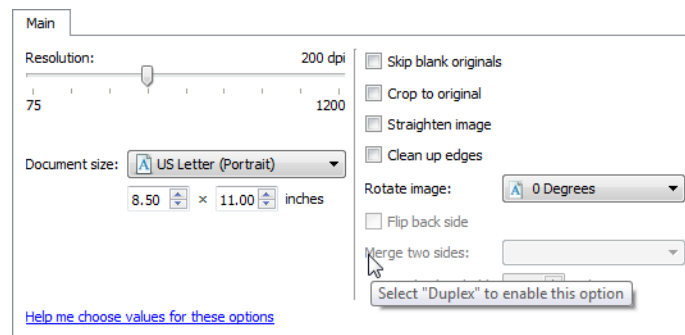 Main
Resolution: 200 dpi
75 1200
Document size: US Letter (Portrait)
8.50 × 11.00 inches
Help me choose values for these options
Skip blank originals
Crop to original
Straighten image
Clean up edges
Rotate image: 0 Degrees
Flip back side
Merge two sides:
Select "Duplex" to enable this option